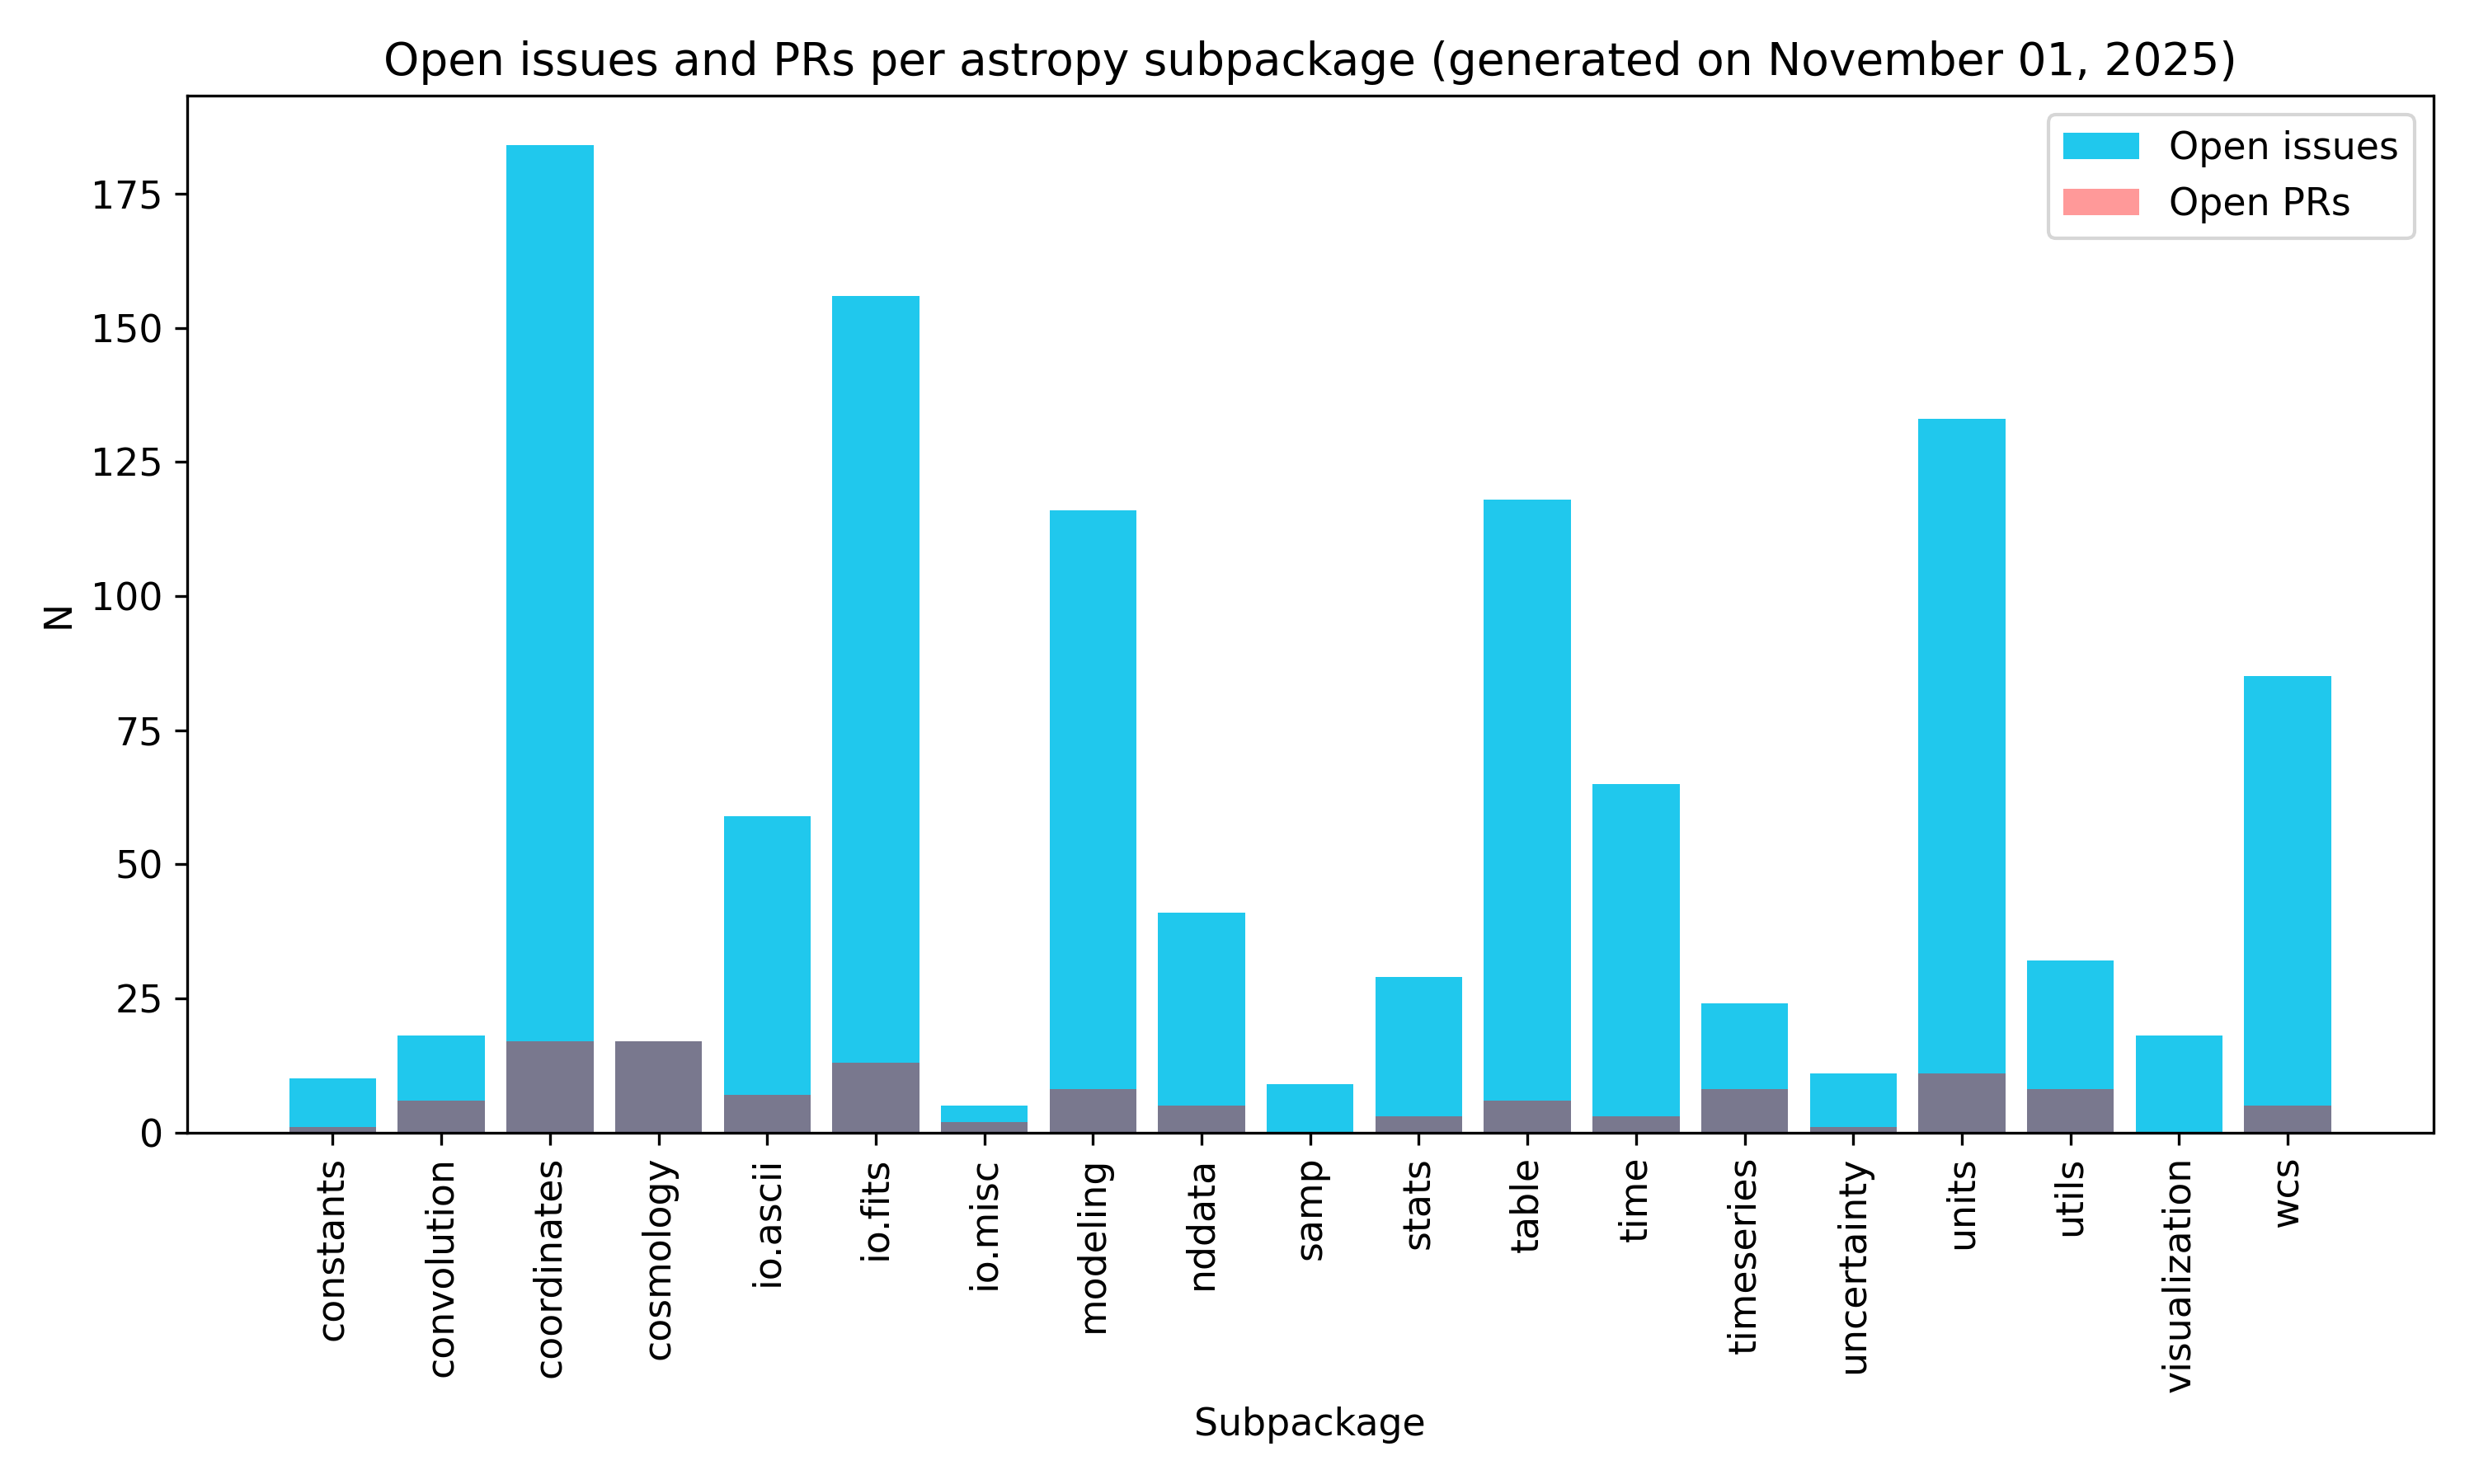 Open issues and PRs per astropy subpackage (generated on November 01, 2025)
Open issues
Open PRs
175
150
125
100
75
50
25
0
N
constants
convolution
coordinates
cosmology
io.ascii
io.fits
io.misc
modeling
nddata
samp
stats
table
time
timeseries
uncertainty
units
utils
visualization
wcs
Subpackage